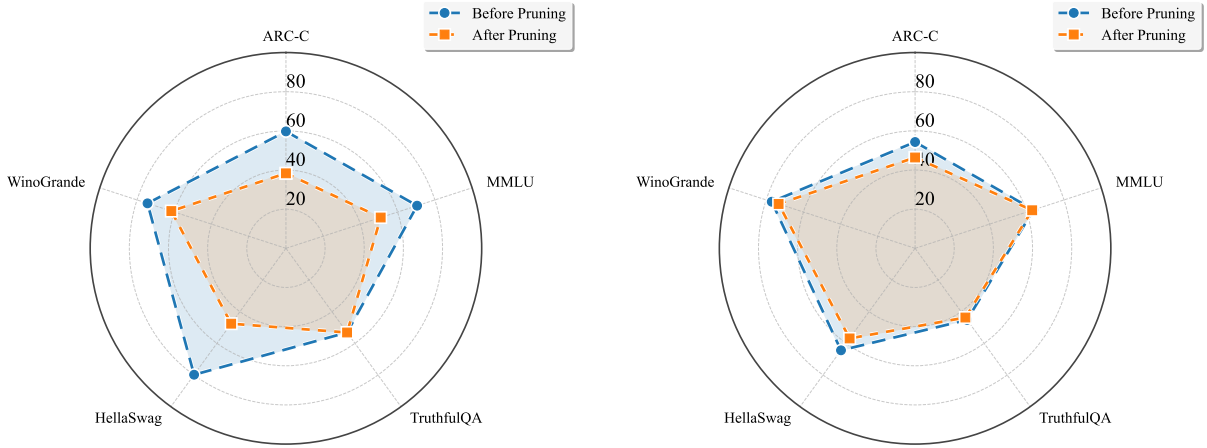 Before Pruning
After Pruning
ARC-C
80
60
40
20
WinoGrande
MMLU
HellaSwag
TruthfulQA
Before Pruning
After Pruning
ARC-C
80
60
40
20
WinoGrande
MMLU
HellaSwag
TruthfulQA